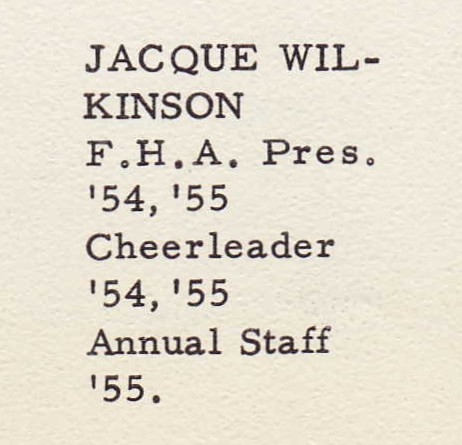 JACQUE WIL-
KINSON
F.H.A. Pres.
'54, '55
Cheerleader
'54, '55
Annual Staff
'55.